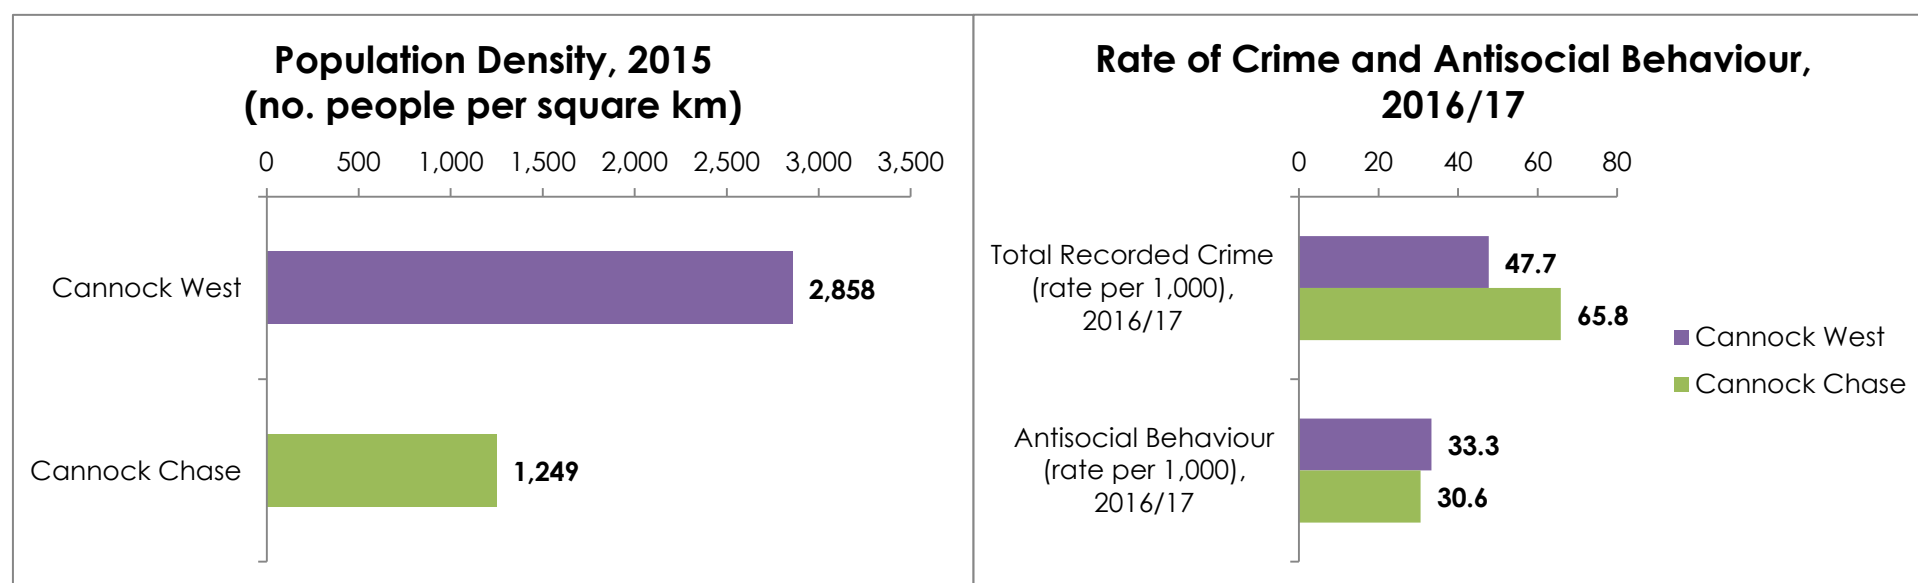 Population Density, 2015
(no. people per square km)
0 500 1,000 1,500 2,000 2,500 3,000 3,500
Cannock West
2,858
Cannock Chase
1,249
Rate of Crime and Antisocial Behaviour,
2016/17
0 20 40 60 80
Total Recorded Crime
(rate per 1,000),
2016/17
47.7
65.8
Antisocial Behaviour
(rate per 1,000),
2016/17
33.3
30.6
Cannock West
Cannock Chase